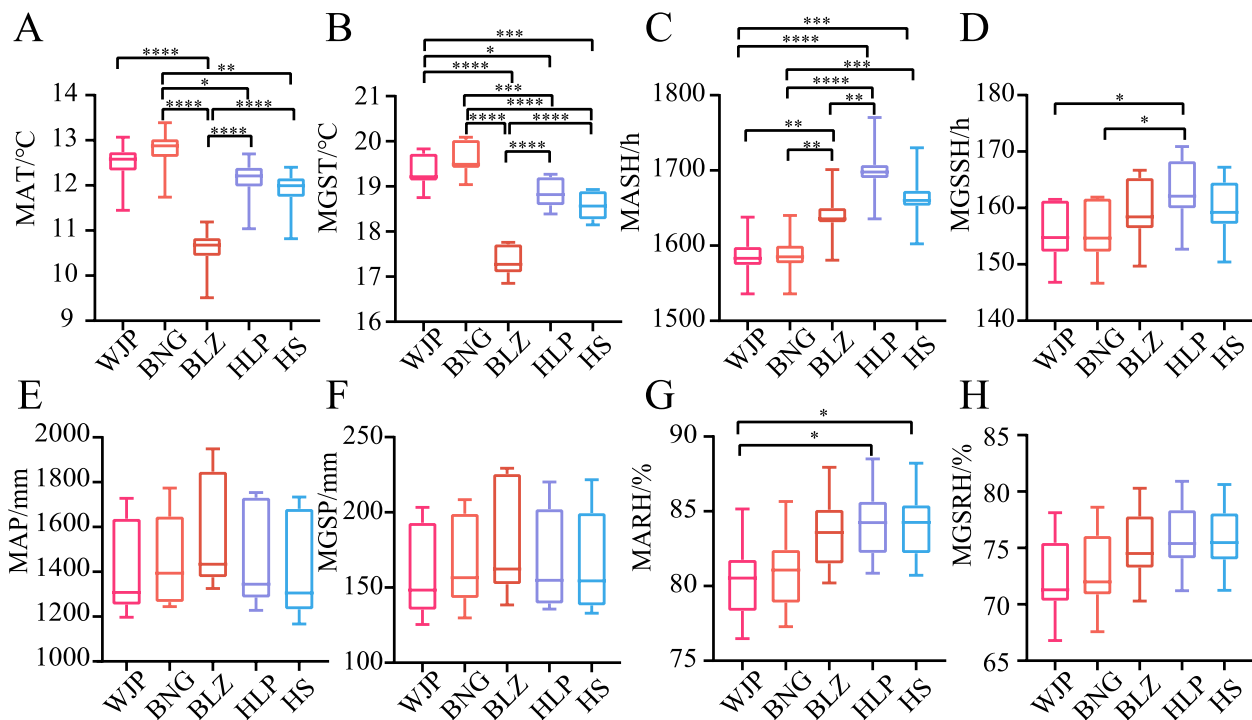 A
****
**
*
****
****
****
MAT/°C
14
13
12
11
10
9
WJP
BNG
BLZ
HLP
HS
B
***
*
****
***
****
****
****
****
MGST/°C
21
20
19
18
17
16
WJP
BNG
BLZ
HLP
HS
C
***
****
***
****
**
**
**
MASH/h
1800
1700
1600
1500
WJP
BNG
BLZ
HLP
HS
D
*
*
MGSSH/h
170
160
150
140
WJP
BNG
BLZ
HLP
HS
E
MAP/mm
2000
1800
1600
1400
1200
1000
WJP
BNG
BLZ
HLP
HS
F
MGSP/mm
250
200
150
100
WJP
BNG
BLZ
HLP
HS
G
*
*
MARH/%
90
85
80
75
WJP
BNG
BLZ
HLP
HS
H
MGSRH/%
85
80
75
70
65
WJP
BNG
BLZ
HLP
HS